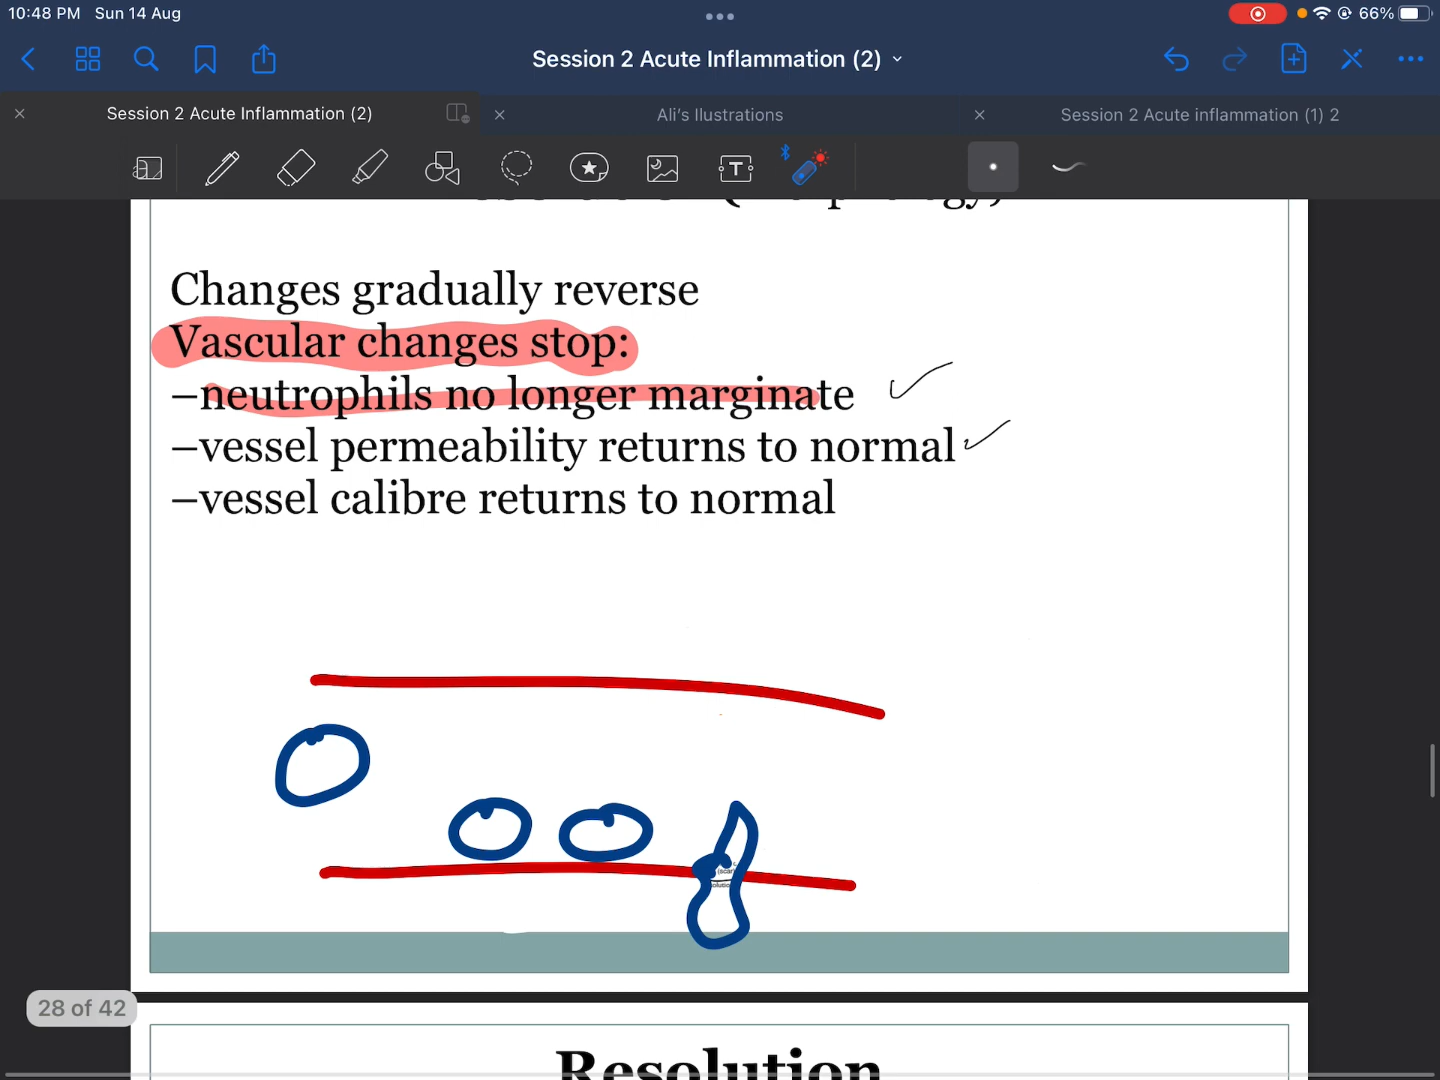 10:48 PM Sun 14 Aug
66%
Session 2 Acute Inflammation (2)
Session 2 Acute Inflammation (2)
Ali's Ilustrations
Session 2 Acute inflammation (1) 2
Changes gradually reverse
Vascular changes stop:
–neutrophils no longer marginate
–vessel permeability returns to normal
–vessel calibre returns to normal
28 of 42
Resolution